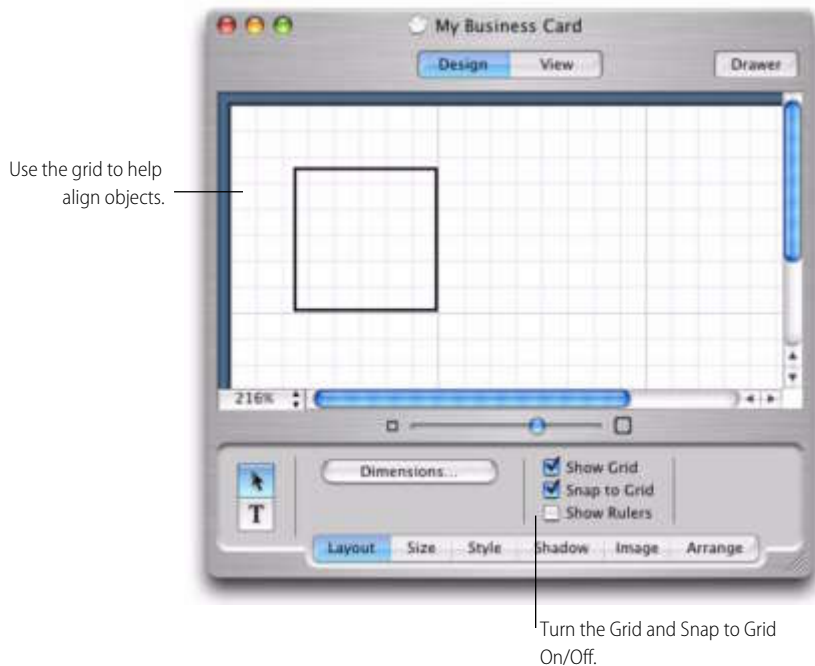 My Business Card
Design View Drawer
Use the grid to help
align objects.
216%
Dimensions...
Show Grid
Snap to Grid
Show Rulers
T
Layout Size Style Shadow Image Arrange
Turn the Grid and Snap to Grid
On/Off.